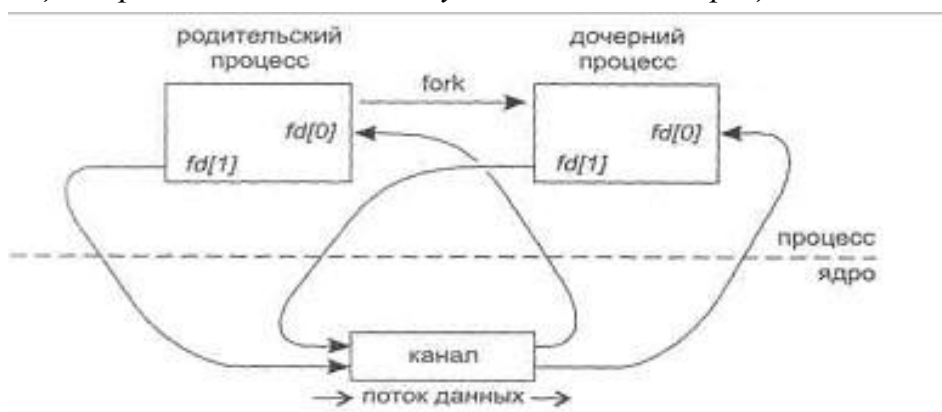 родительский
процесс
дочерний
процесс
fork
fd[0]
fd[1]
fd[0]
fd[1]
процесс
ядро
канал
поток данных